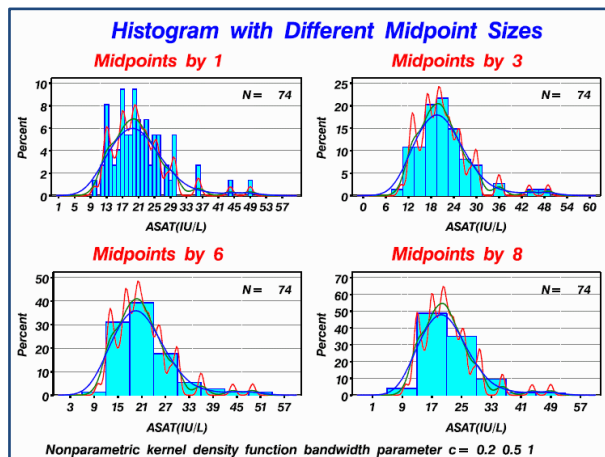 Histogram with Different Midpoint Sizes
Midpoints by 1
N= 74
Percent
10
8
6
4
2
0
1 5 9 13 17 21 25 29 33 37 41 45 49 53 57
ASAT(IU/L)
Midpoints by 3
N= 74
Percent
25
20
15
10
5
0
0 6 12 18 24 30 36 42 48 54 60
ASAT(IU/L)
Midpoints by 6
N= 74
Percent
50
40
30
20
10
0
3 9 15 21 27 33 39 45 51 57
ASAT(IU/L)
Midpoints by 8
N= 74
Percent
70
60
50
40
30
20
10
0
1 9 17 25 33 41 49 57
ASAT(IU/L)
Nonparametric kernel density function bandwidth parameter c= 0.2 0.5 1